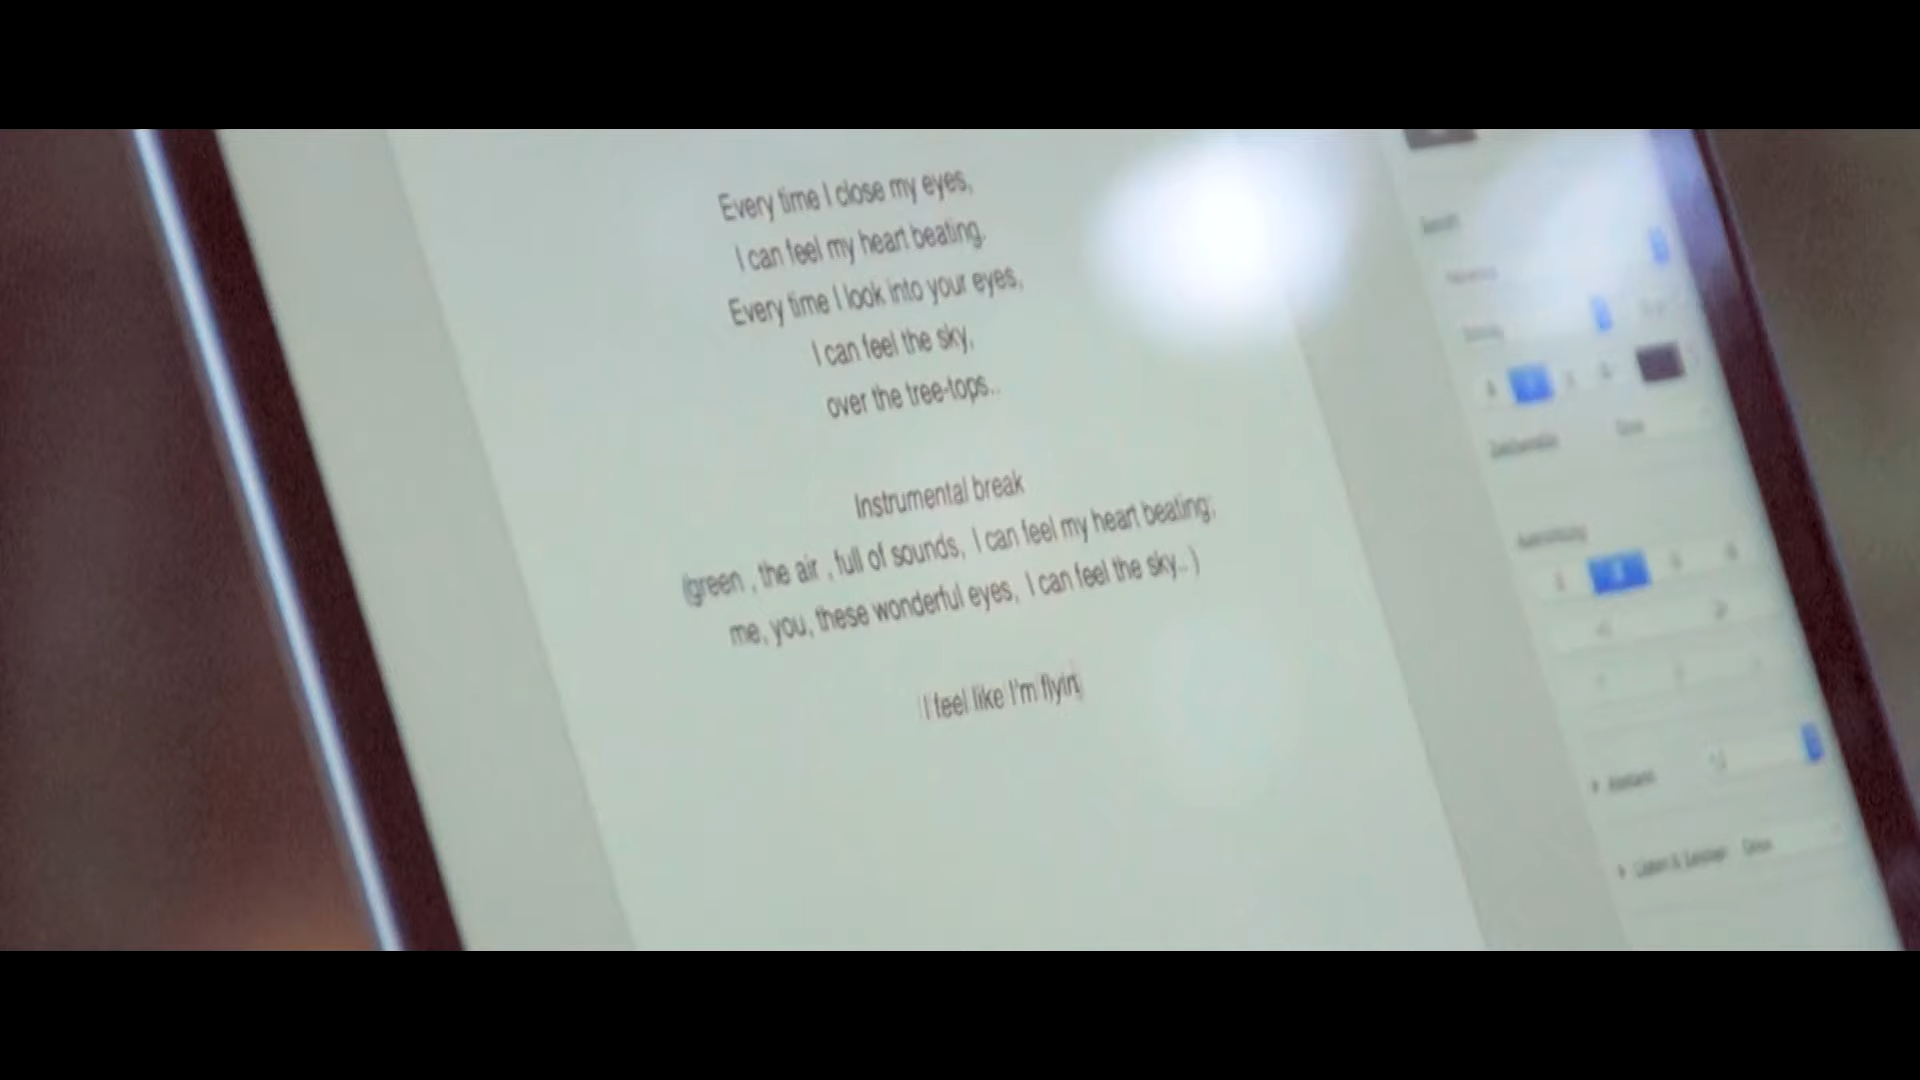 Every time I close my eyes,
I can feel my heart beating.
Every time I look into your eyes,
I can feel the sky,
over the tree-tops..
Instrumental break
(green , the air , full of sounds, I can feel my heart beating;
me, you, these wonderful eyes, I can feel the sky.. )
I feel like I'm flyin